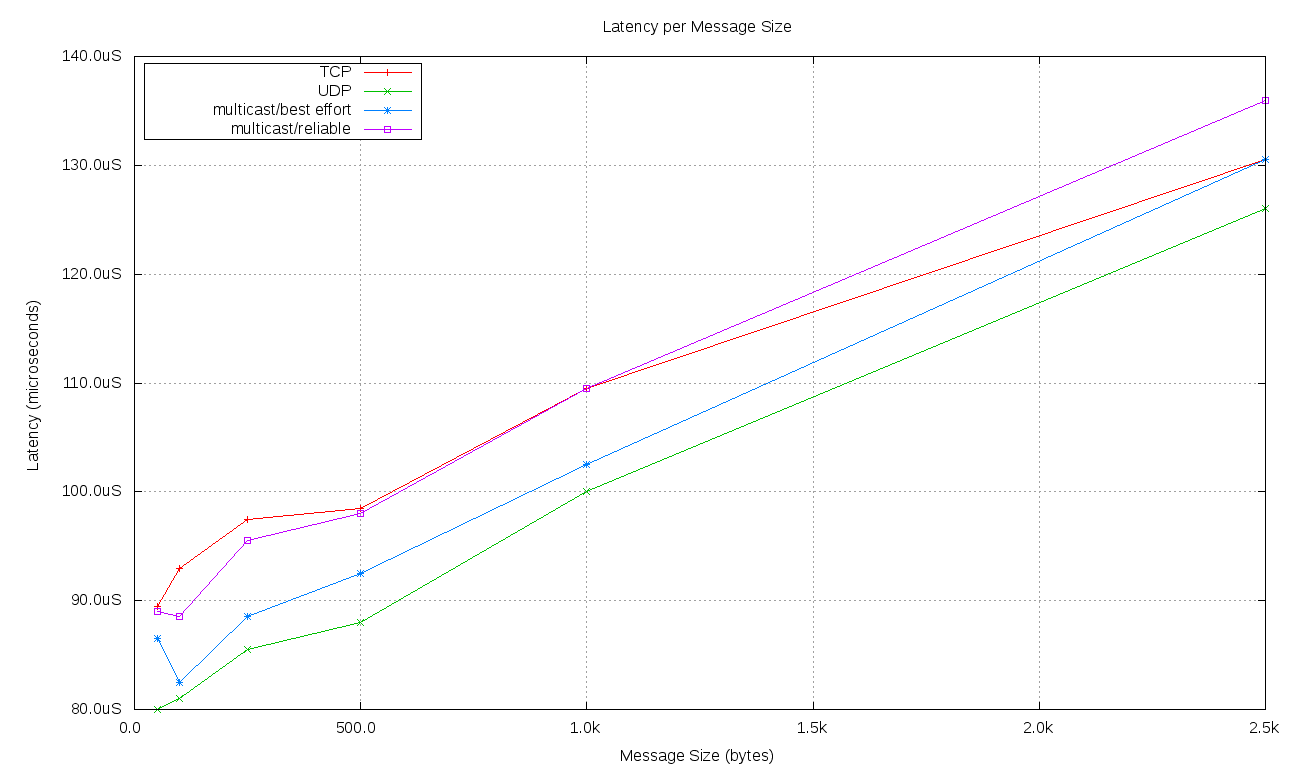 Latency per Message Size
140.0uS
130.0uS
120.0uS
110.0uS
100.0uS
90.0uS
80.0uS
Latency (microseconds)
TCP
UDP
multicast/best effort
multicast/reliable
0.0 500.0 1.0k 1.5k 2.0k 2.5k
Message Size (bytes)